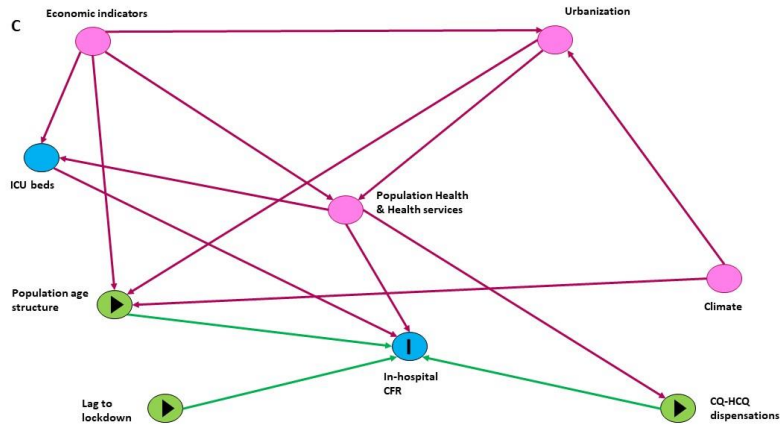 Economic indicators
Urbanization
C
ICU beds
Population Health
& Health services
Population age
structure
Climate
In-hospital
CFR
Lag to
lockdown
CQ-HCQ
dispensations